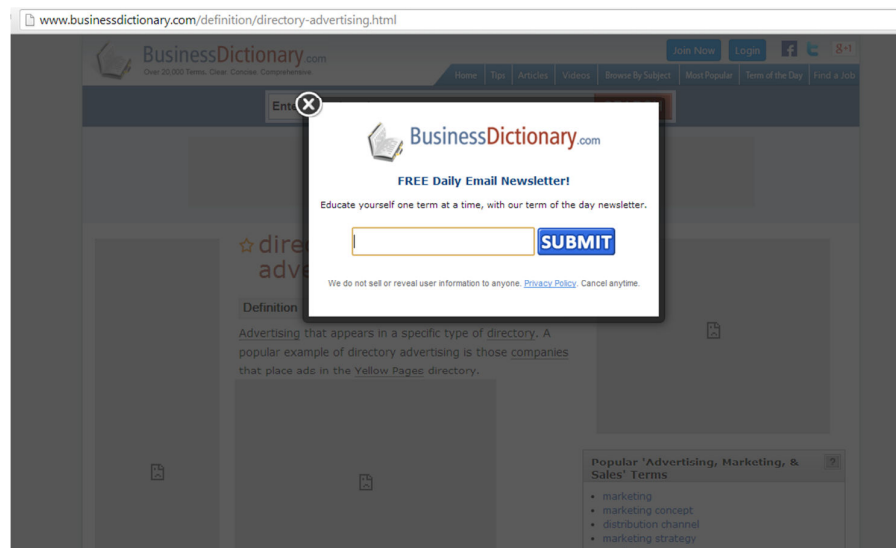 www.businessdictionary.com/definition/directory-advertising.html
BusinessDictionary.com
Over 20,000 Terms. Clear. Concise. Comprehensive
Join Now
Login
8+1
Home
Tips
Articles
Videos
Browse By Subject
Most Popular
Term of the Day
Find a Job
BusinessDictionary.com
FREE Daily Email Newsletter!
Educate yourself one term at a time, with our term of the day newsletter.
SUBMIT
We do not sell or reveal user information to anyone. Privacy Policy. Cancel anytime.
Definition
Advertising that appears in a specific type of directory. A
popular example of directory advertising is those companies
that place ads in the Yellow Pages directory.
Popular 'Advertising, Marketing, &
Sales' Terms
?
marketing
marketing concept
distribution channel
marketing strategy